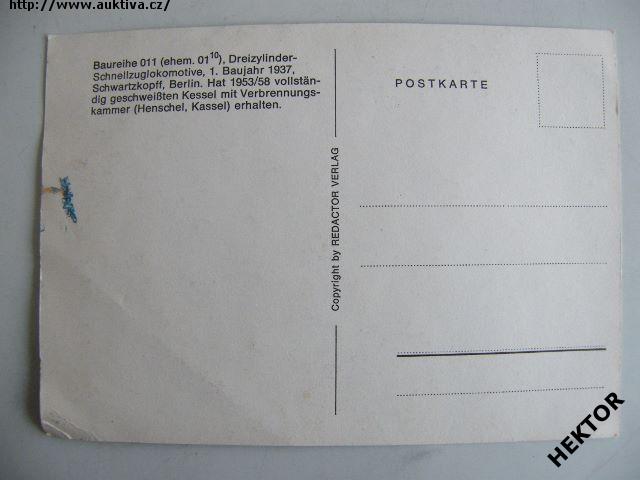 http://www.auktiva.cz/
Baureihe 011 (ehem. 01¹⁰), Dreizylinder-
Schnellzuglokomotive, 1. Baujahr 1937,
Schwartzkopff, Berlin. Hat 1953/58 vollstän-
dig geschweißten Kessel mit Verbrennungs-
kammer (Henschel, Kassel) erhalten.
POSTKARTE
Copyright by REDACTOR VERLAG
HEKTOR